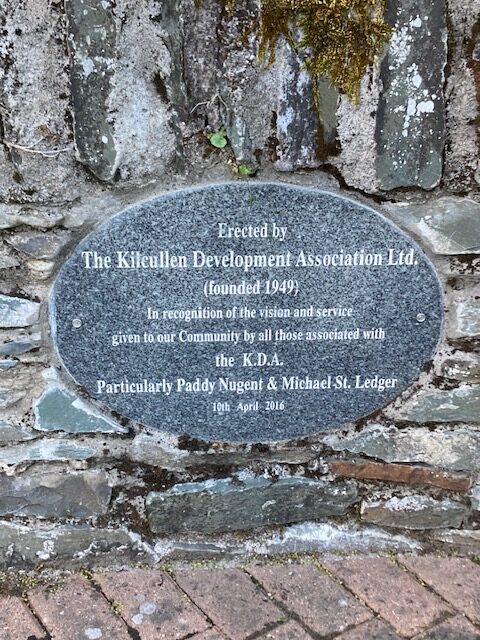 Erected by
The Kilcullen Development Association Ltd.
(founded 1949)
In recognition of the vision and service
given to our Community by all those associated with
the K.D.A.
Particularly Paddy Nugent & Michael St. Ledger
10th April 2016